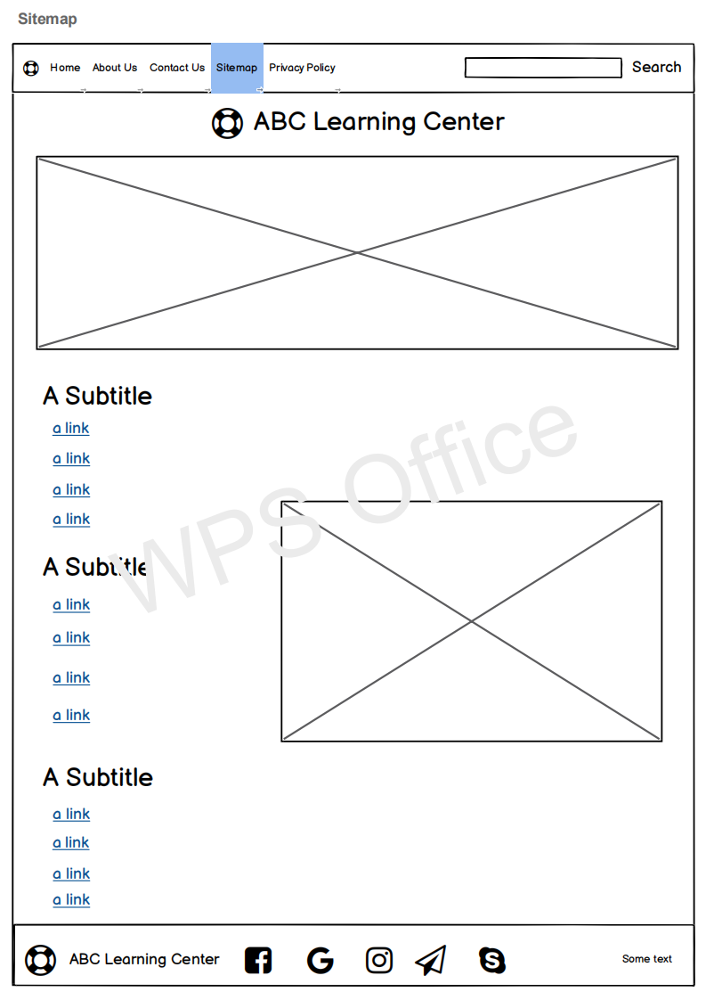 Sitemap
Home About Us Contact Us Sitemap Privacy Policy Search
ABC Learning Center
A Subtitle
a link
a link
a link
a link
WPS Office
A Subtitle
a link
a link
a link
a link
A Subtitle
a link
a link
a link
a link
ABC Learning Center Some text